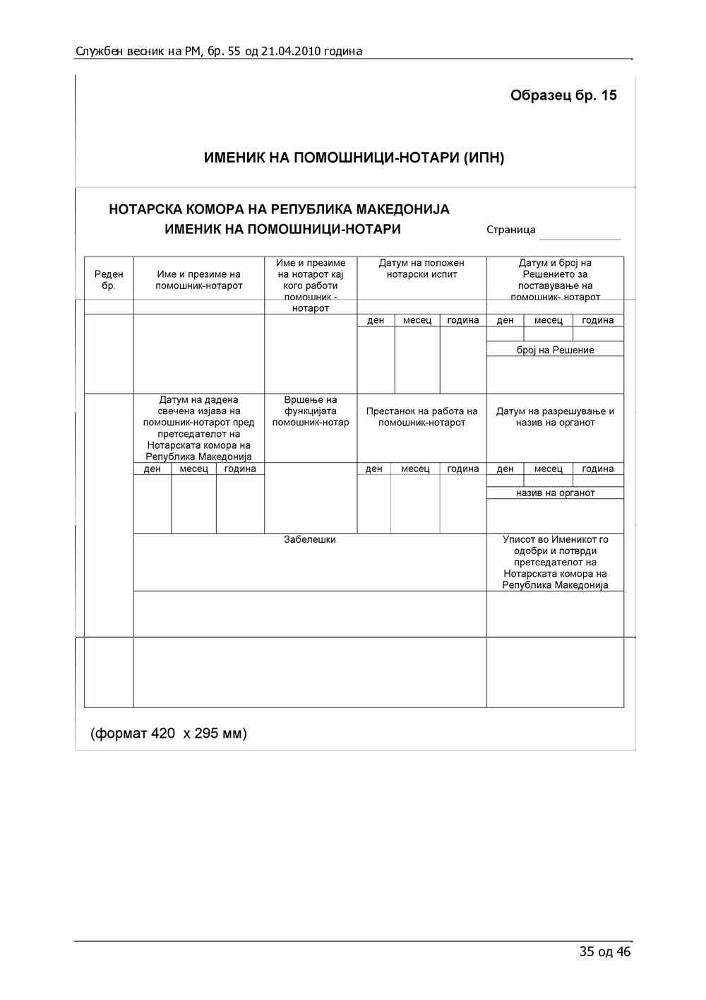 Службен весник на РМ, бр. 55 од 21.04.2010 година
Образец бр. 15
ИМЕНИК НА ПОМОШНИЦИ-НОТАРИ (ИПН)
НОТАРСКА КОМОРА НА РЕПУБЛИКА МАКЕДОНИЈА
ИМЕНИК НА ПОМОШНИЦИ-НОТАРИ
Страница
Реден
бр.
Име и презиме на
помошник-нотарот
Име и презиме
на нотарот кај
кого работи
помошник -
нотарот
Датум на положен
нотарски испит
Датум и број на
Решението за
поставување на
помошник- нотарот
ден месец година ден месец година
број на Решение
Датум на дадена
свечена изјава на
помошник-нотарот пред
претседателот на
Нотарската комора на
Република Македонија
Вршење на
функцијата
помошник-нотар
Престанок на работа на
помошник-нотарот
Датум на разрешување и
назив на органот
ден месец година ден месец година ден месец година
назив на органот
Забелешки
Уписот во Именикот го
одобри и потврди
претседателот на
Нотарската комора на
Република Македонија
(формат 420 x 295 мм)
35 од 46